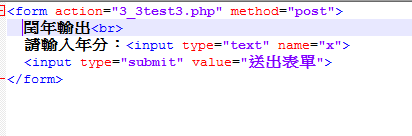 <form action="3_3test3.php" method="post">
閏年輸出<br>
請輸入年分：<input type="text" name="x">
<input type="submit" value="送出表單">
</form>